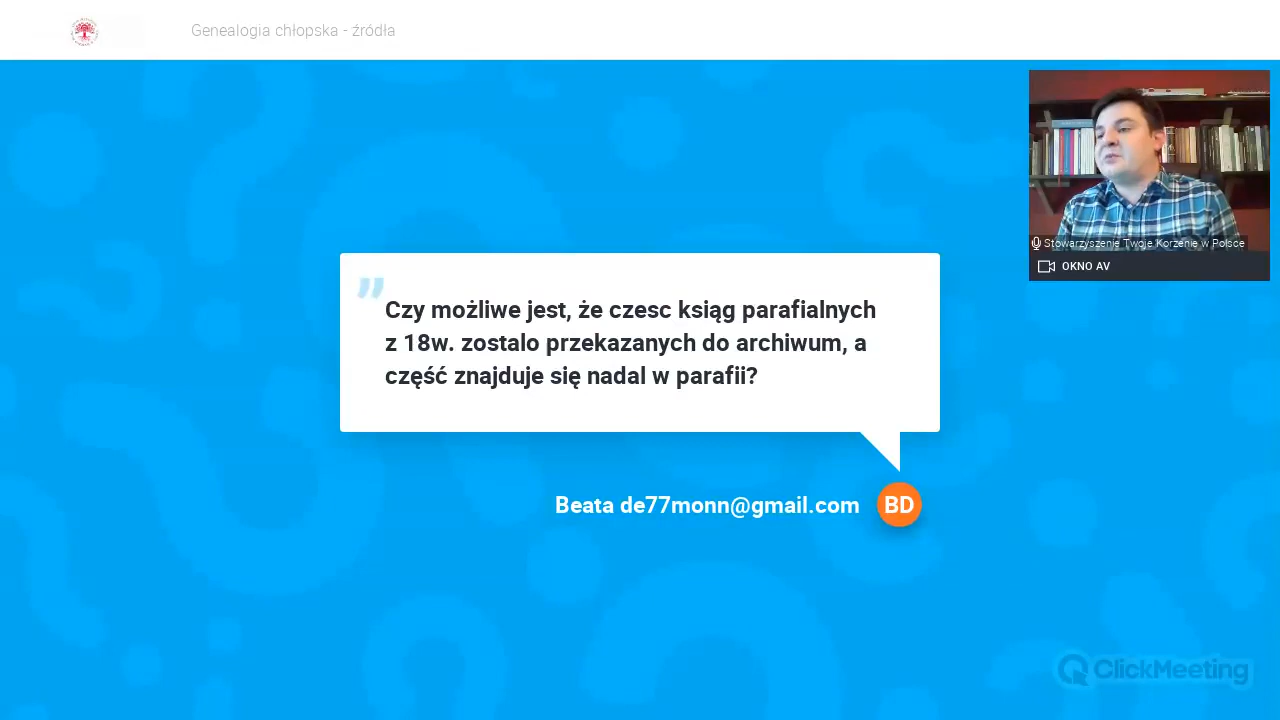 Genealogia chłopska - źródła
Stowarzyszenie Twoje Korzenie w Polsce
OKNO AV
"
Czy możliwe jest, że czesc ksiąg parafialnych
z 18w. zostalo przekazanych do archiwum, a
część znajduje się nadal w parafii?
Beata de77monn@gmail.com
BD
ClickMeeting